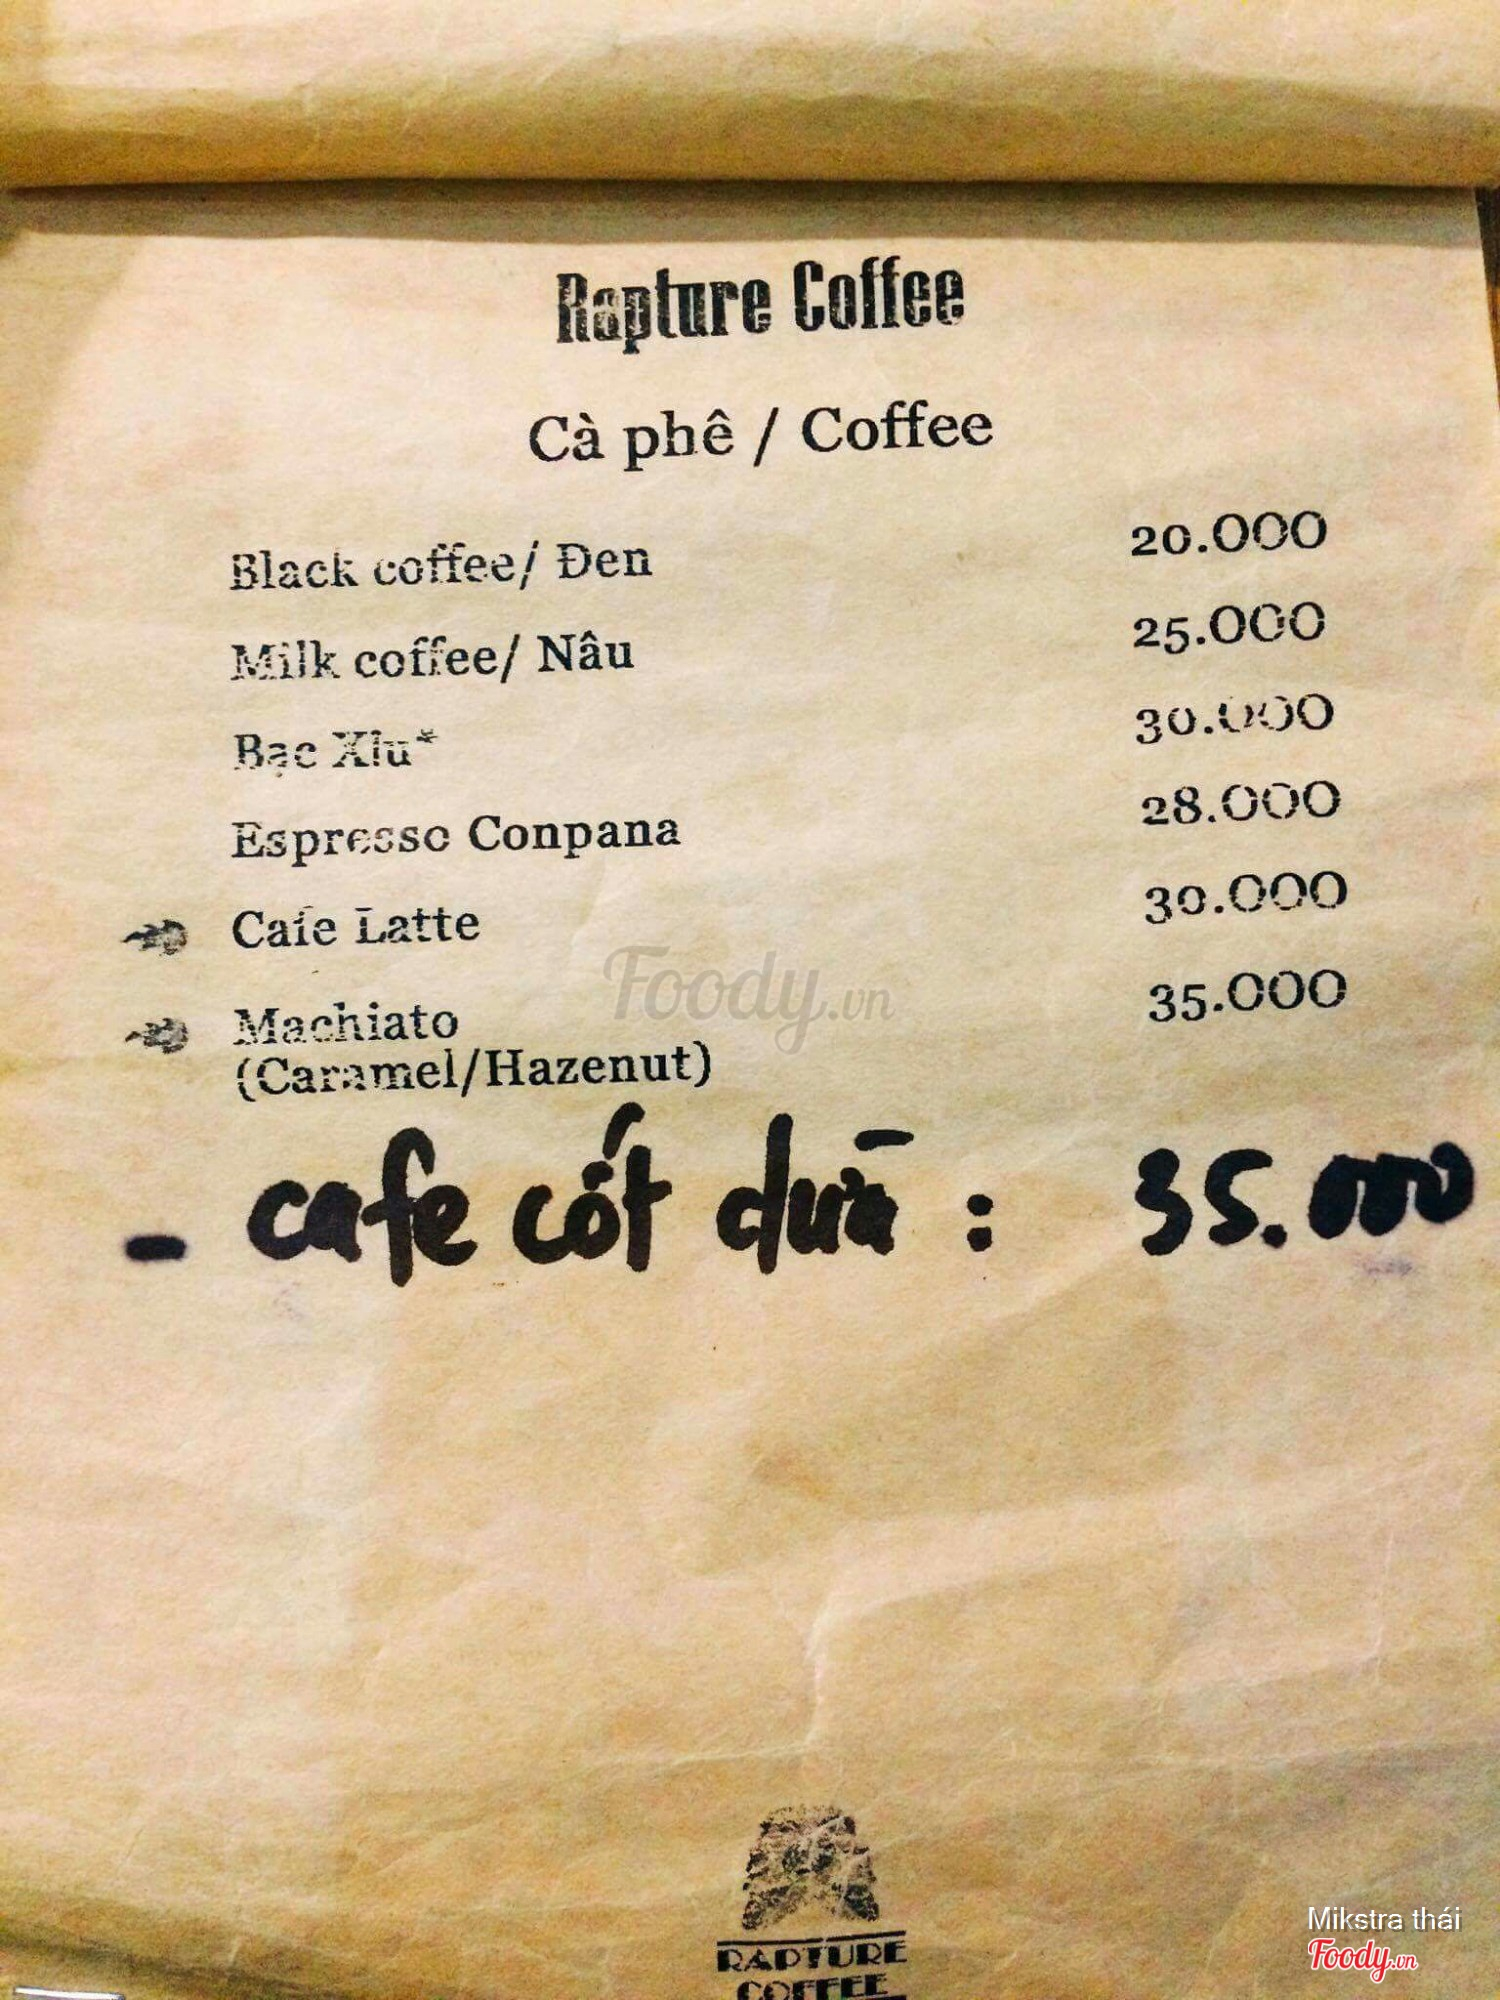 Rapture Coffee
Cà phê / Coffee
Black coffee/ Đen 20.000
Milk coffee/ Nâu 25.000
Bạc Xỉu* 30.000
Espresso Conpana 28.000
Cafe Latte 30.000
Machiato 35.000
(Caramel/Hazenut)
- cafe cốt dừa : 35.000
Foody.vn
RAPTURE
COFFEE
Mikstra thái
Foody.vn